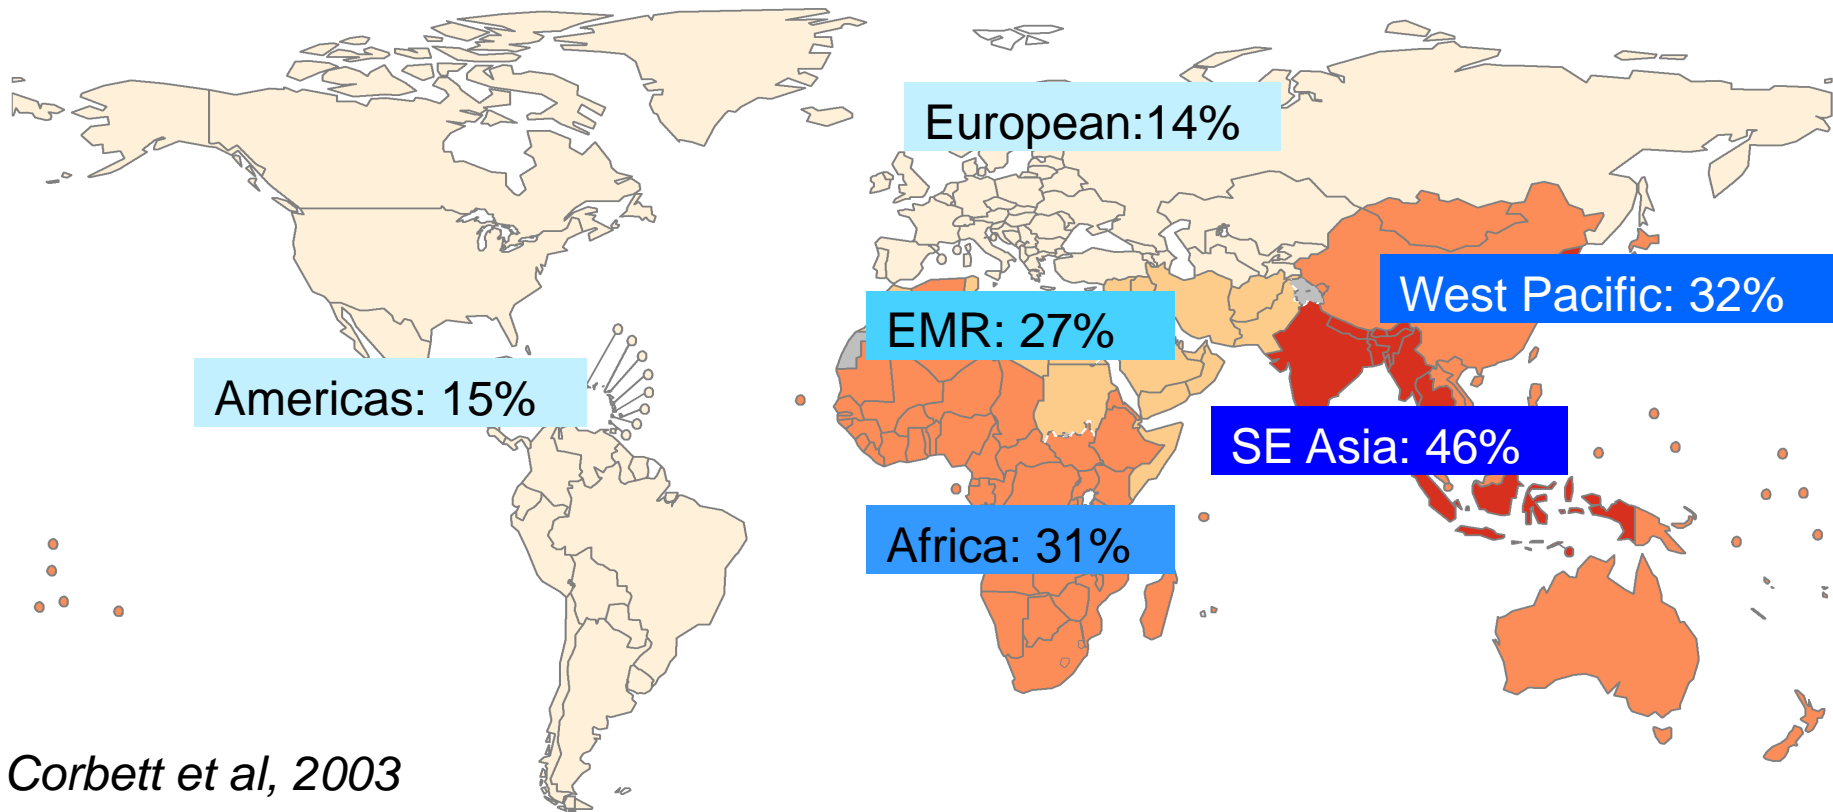 European:14%
West Pacific: 32%
EMR: 27%
Americas: 15%
SE Asia: 46%
Africa: 31%
Corbett et al, 2003